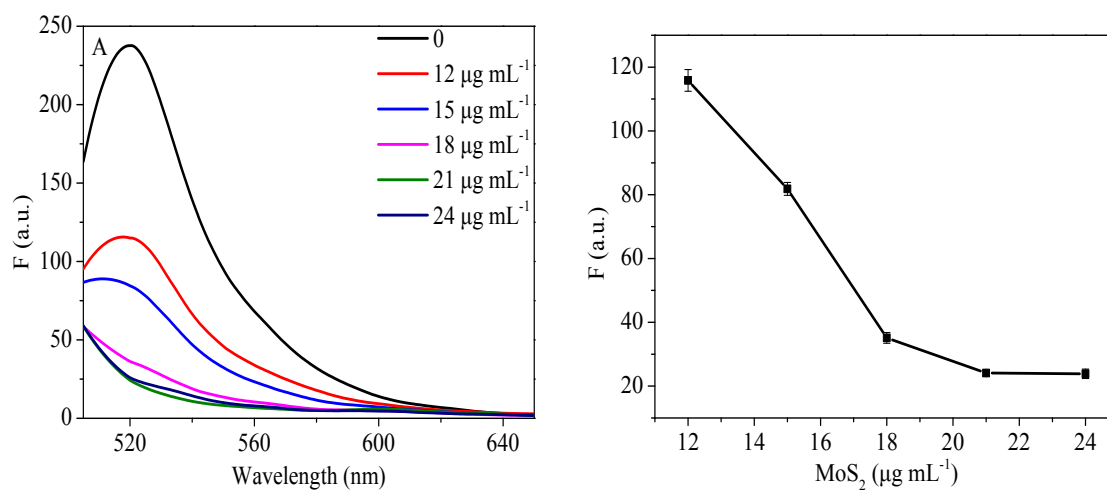 A
0
12 μg mL⁻¹
15 μg mL⁻¹
18 μg mL⁻¹
21 μg mL⁻¹
24 μg mL⁻¹
250
200
150
100
50
0
F (a.u.)
520 560 600 640
Wavelength (nm)
120
100
80
60
40
20
F (a.u.)
12 14 16 18 20 22 24
MoS₂ (μg mL⁻¹)